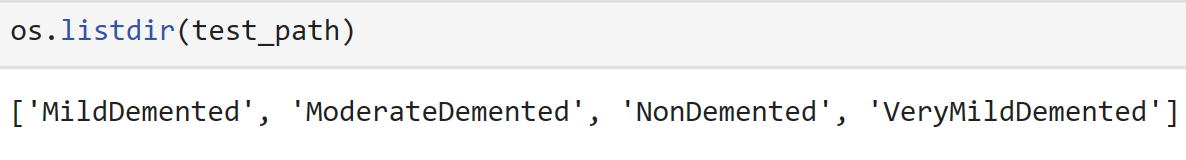 os.listdir(test_path)
['MildDemented', 'ModerateDemented', 'NonDemented', 'VeryMildDemented']